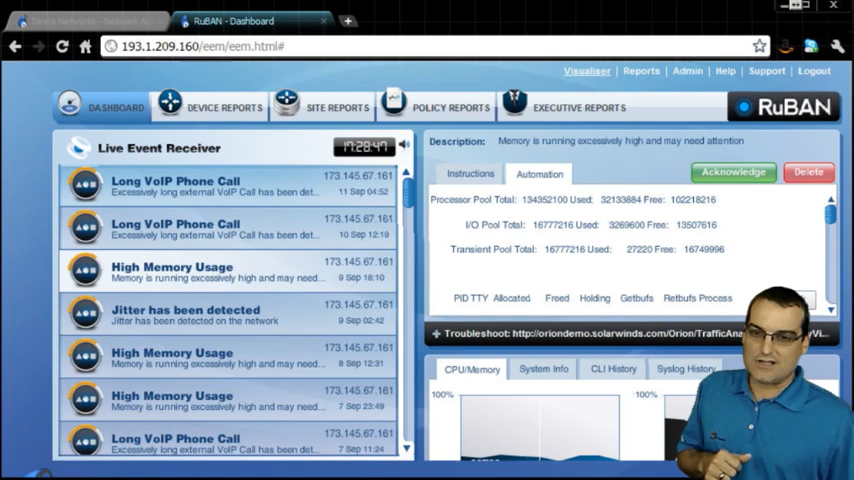 RuBAN - Dashboard
193.1.209.160/eem/eem.html#
Visualiser | Reports | Admin | Help | Support | Logout
DASHBOARD
DEVICE REPORTS
SITE REPORTS
POLICY REPORTS
EXECUTIVE REPORTS
RuBAN
Live Event Receiver
17:28:47
Long VoIP Phone Call 173.145.67.161
Excessively long external VoIP Call has been det... 11 Sep 04:52
Long VoIP Phone Call 173.145.67.161
Excessively long external VoIP Call has been det... 10 Sep 12:19
High Memory Usage 173.145.67.161
Memory is running excessively high and may need... 9 Sep 18:10
Jitter has been detected 173.145.67.161
Jitter has been detected on the network 9 Sep 02:42
High Memory Usage 173.145.67.161
Memory is running excessively high and may need... 8 Sep 12:31
High Memory Usage 173.145.67.161
Memory is running excessively high and may need... 7 Sep 23:49
Long VoIP Phone Call 173.145.67.161
Excessively long external VoIP Call has been det... 7 Sep 11:24
Description: Memory is running excessively high and may need attention
Instructions Automation Acknowledge Delete
Processor Pool Total: 134352100 Used: 32133884 Free: 102218216
I/O Pool Total: 16777216 Used: 3269600 Free: 13507616
Transient Pool Total: 16777216 Used: 27220 Free: 16749996
PID TTY Allocated Freed Holding Getbufs Retbufs Process
Troubleshoot: http://oriondemo.solarwinds.com/Orion/TrafficAna
CPU/Memory System Info CLI History Syslog History
100% 100%